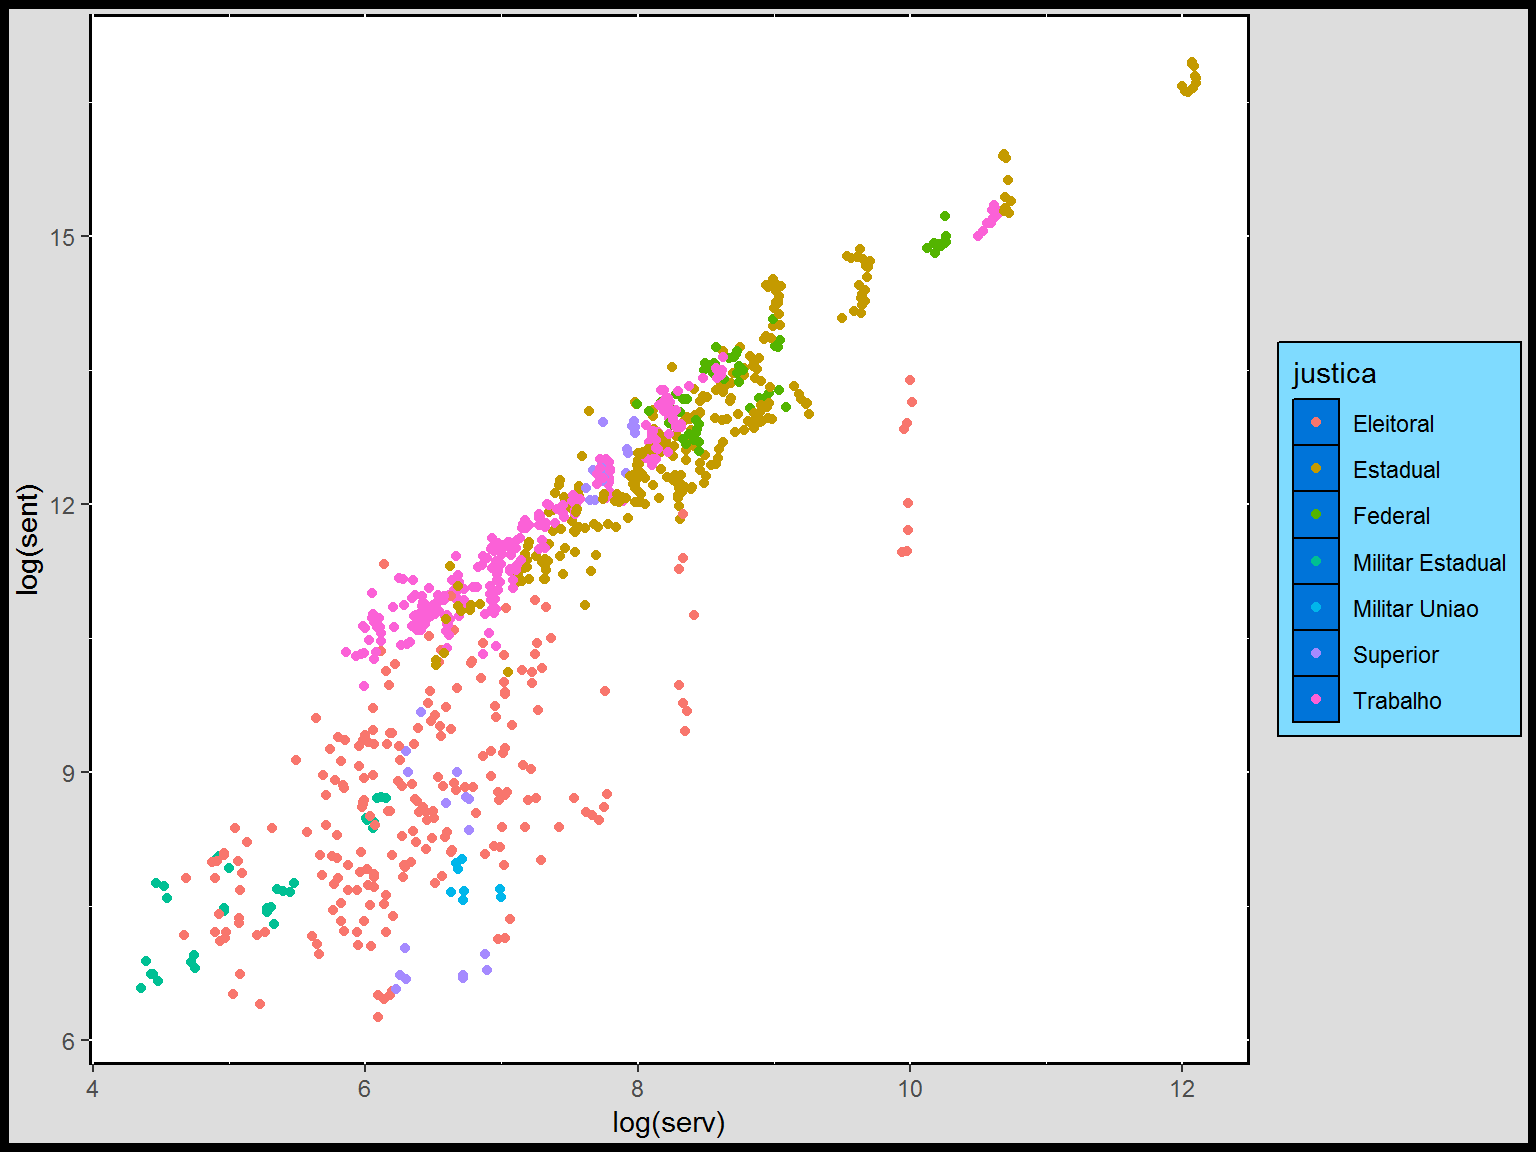 log(sent)
15
12
9
6
4 6 8 10 12
log(serv)
justica
Eleitoral
Estadual
Federal
Militar Estadual
Militar Uniao
Superior
Trabalho